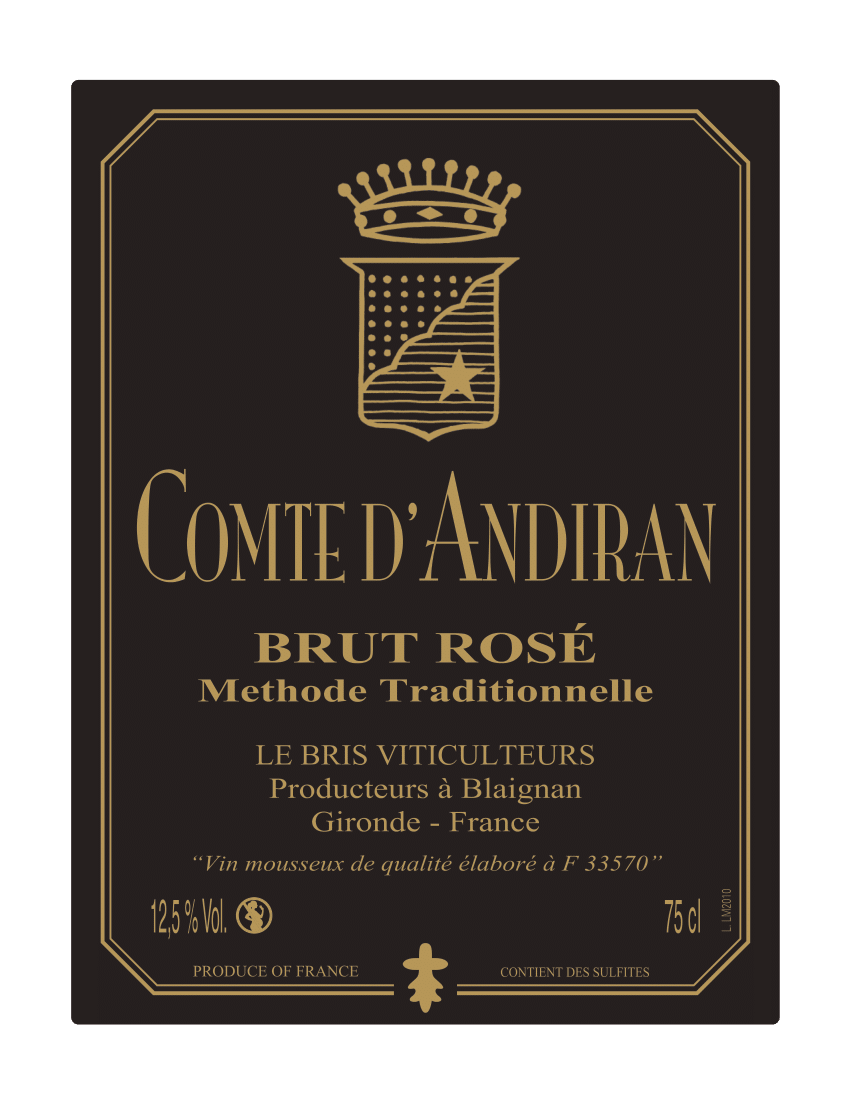 COMTE D'ANDIRAN
BRUT ROSÉ
Methode Traditionnelle
LE BRIS VITICULTEURS
Producteurs à Blaignan
Gironde - France
“Vin mousseux de qualité élaboré à F 33570”
12,5 % Vol.
75 cl
L. LM2010
PRODUCE OF FRANCE
CONTIENT DES SULFITES